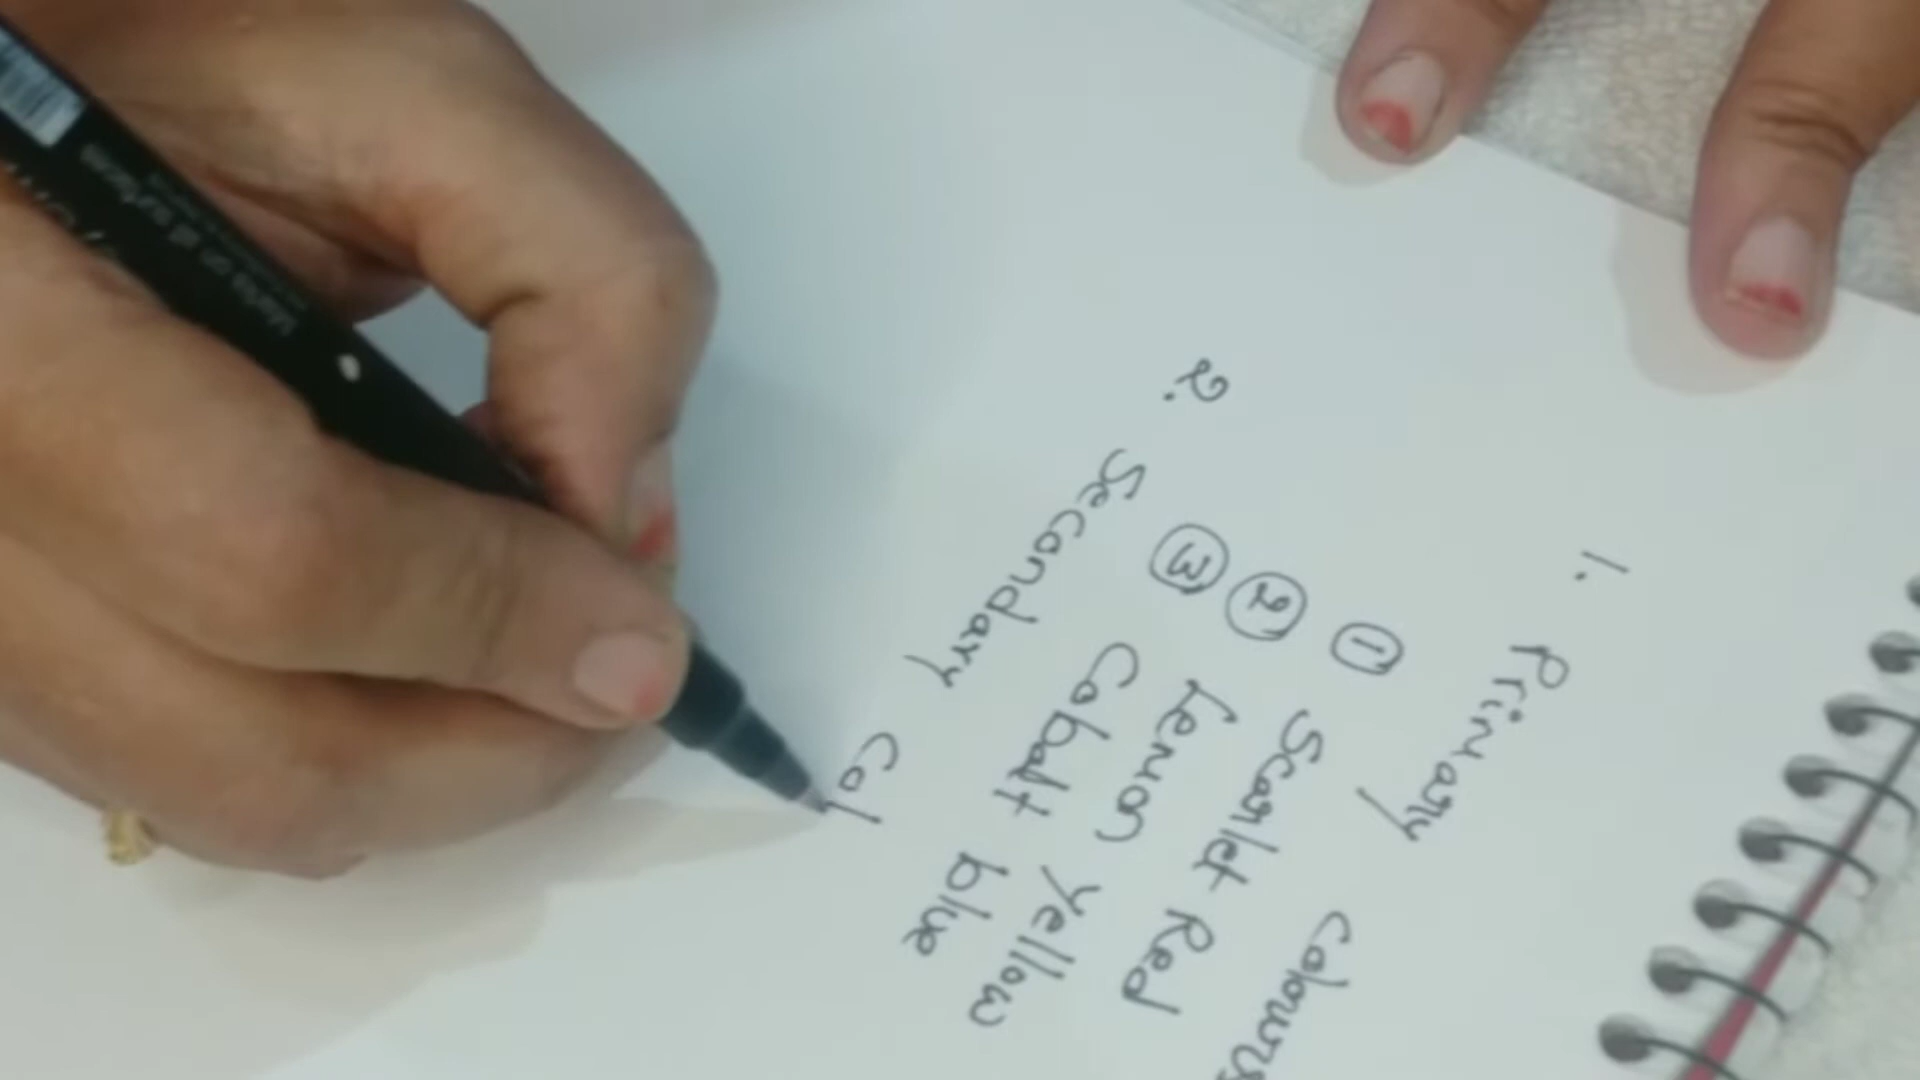 1. Primary colours
① Scarlet Red
② Lemon yellow
③ Cobalt blue
2. Secondary Col